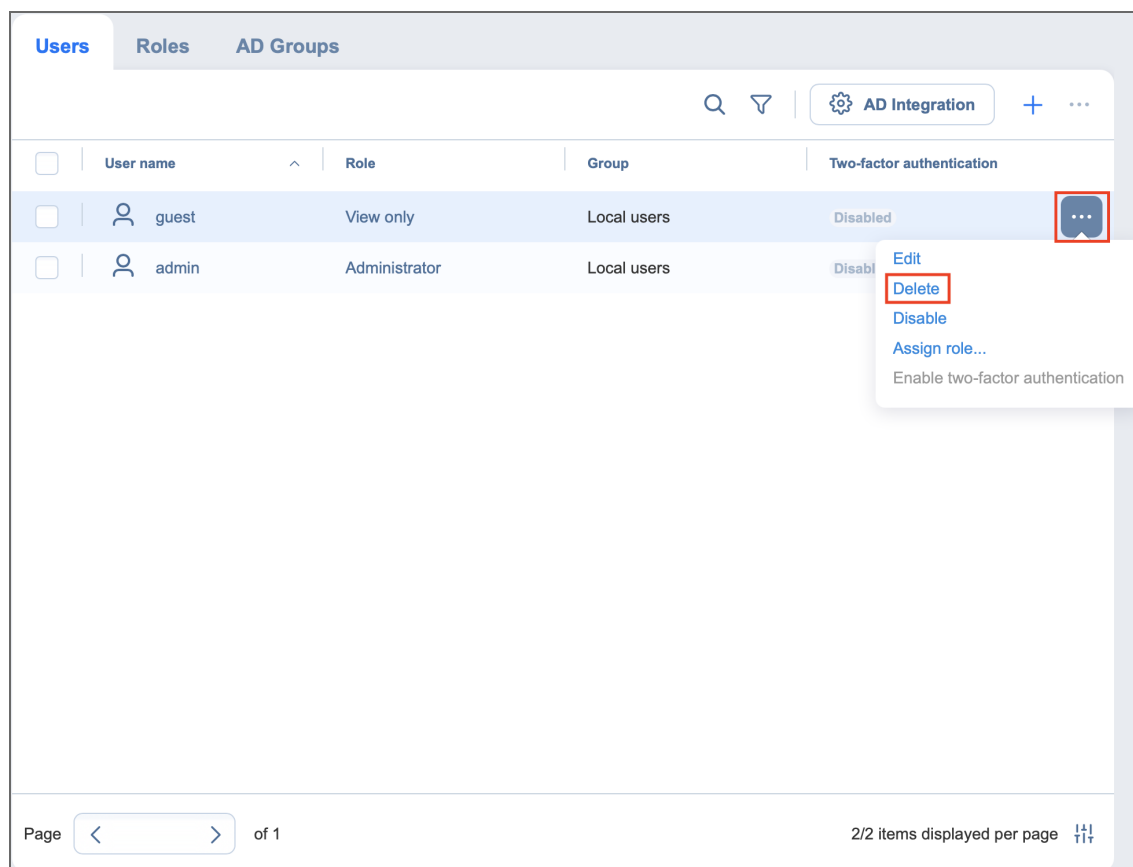 Users Roles AD Groups
AD Integration
User name Role Group Two-factor authentication
guest View only Local users Disabled
admin Administrator Local users Disabl
Edit
Delete
Disable
Assign role...
Enable two-factor authentication
Page of 1 2/2 items displayed per page